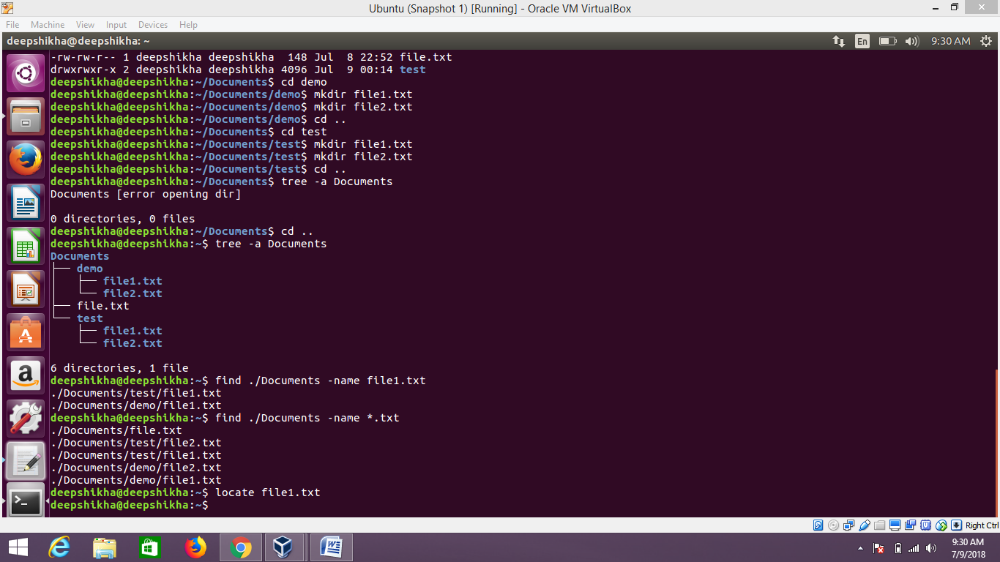 Ubuntu (Snapshot 1) [Running] - Oracle VM VirtualBox
File Machine View Input Devices Help
deepshikha@deepshikha: ~ En 9:30 AM
-rw-rw-r-- 1 deepshikha deepshikha  148 Jul  8 22:52 file.txt
drwxrwxr-x 2 deepshikha deepshikha 4096 Jul  9 00:14 test
deepshikha@deepshikha:~/Documents$ cd demo
deepshikha@deepshikha:~/Documents/demo$ mkdir file1.txt
deepshikha@deepshikha:~/Documents/demo$ mkdir file2.txt
deepshikha@deepshikha:~/Documents/demo$ cd ..
deepshikha@deepshikha:~/Documents$ cd test
deepshikha@deepshikha:~/Documents/test$ mkdir file1.txt
deepshikha@deepshikha:~/Documents/test$ mkdir file2.txt
deepshikha@deepshikha:~/Documents/test$ cd ..
deepshikha@deepshikha:~/Documents$ tree -a Documents
Documents [error opening dir]
0 directories, 0 files
deepshikha@deepshikha:~/Documents$ cd ..
deepshikha@deepshikha:~$ tree -a Documents
Documents
├── demo
│   ├── file1.txt
│   └── file2.txt
├── file.txt
└── test
    ├── file1.txt
    └── file2.txt
6 directories, 1 file
deepshikha@deepshikha:~$ find ./Documents -name file1.txt
./Documents/test/file1.txt
./Documents/demo/file1.txt
deepshikha@deepshikha:~$ find ./Documents -name *.txt
./Documents/file.txt
./Documents/test/file2.txt
./Documents/test/file1.txt
./Documents/demo/file2.txt
./Documents/demo/file1.txt
deepshikha@deepshikha:~$ locate file1.txt
deepshikha@deepshikha:~$
Right Ctrl
9:30 AM
7/9/2018